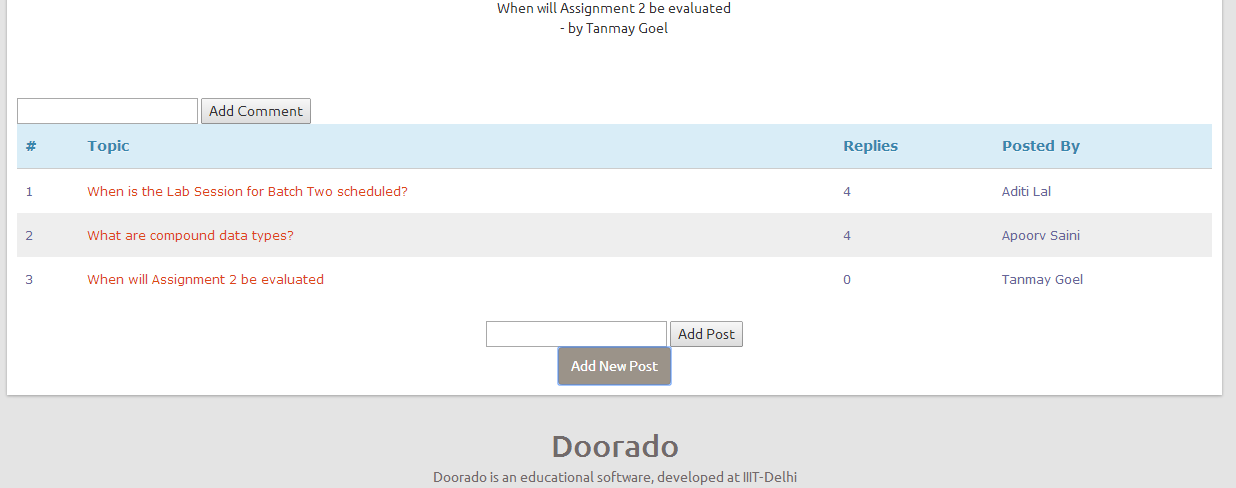 When will Assignment 2 be evaluated
- by Tanmay Goel
Add Comment
# Topic Replies Posted By
1 When is the Lab Session for Batch Two scheduled? 4 Aditi Lal
2 What are compound data types? 4 Apoorv Saini
3 When will Assignment 2 be evaluated 0 Tanmay Goel
Add Post
Add New Post
Doorado
Doorado is an educational software, developed at IIIT-Delhi